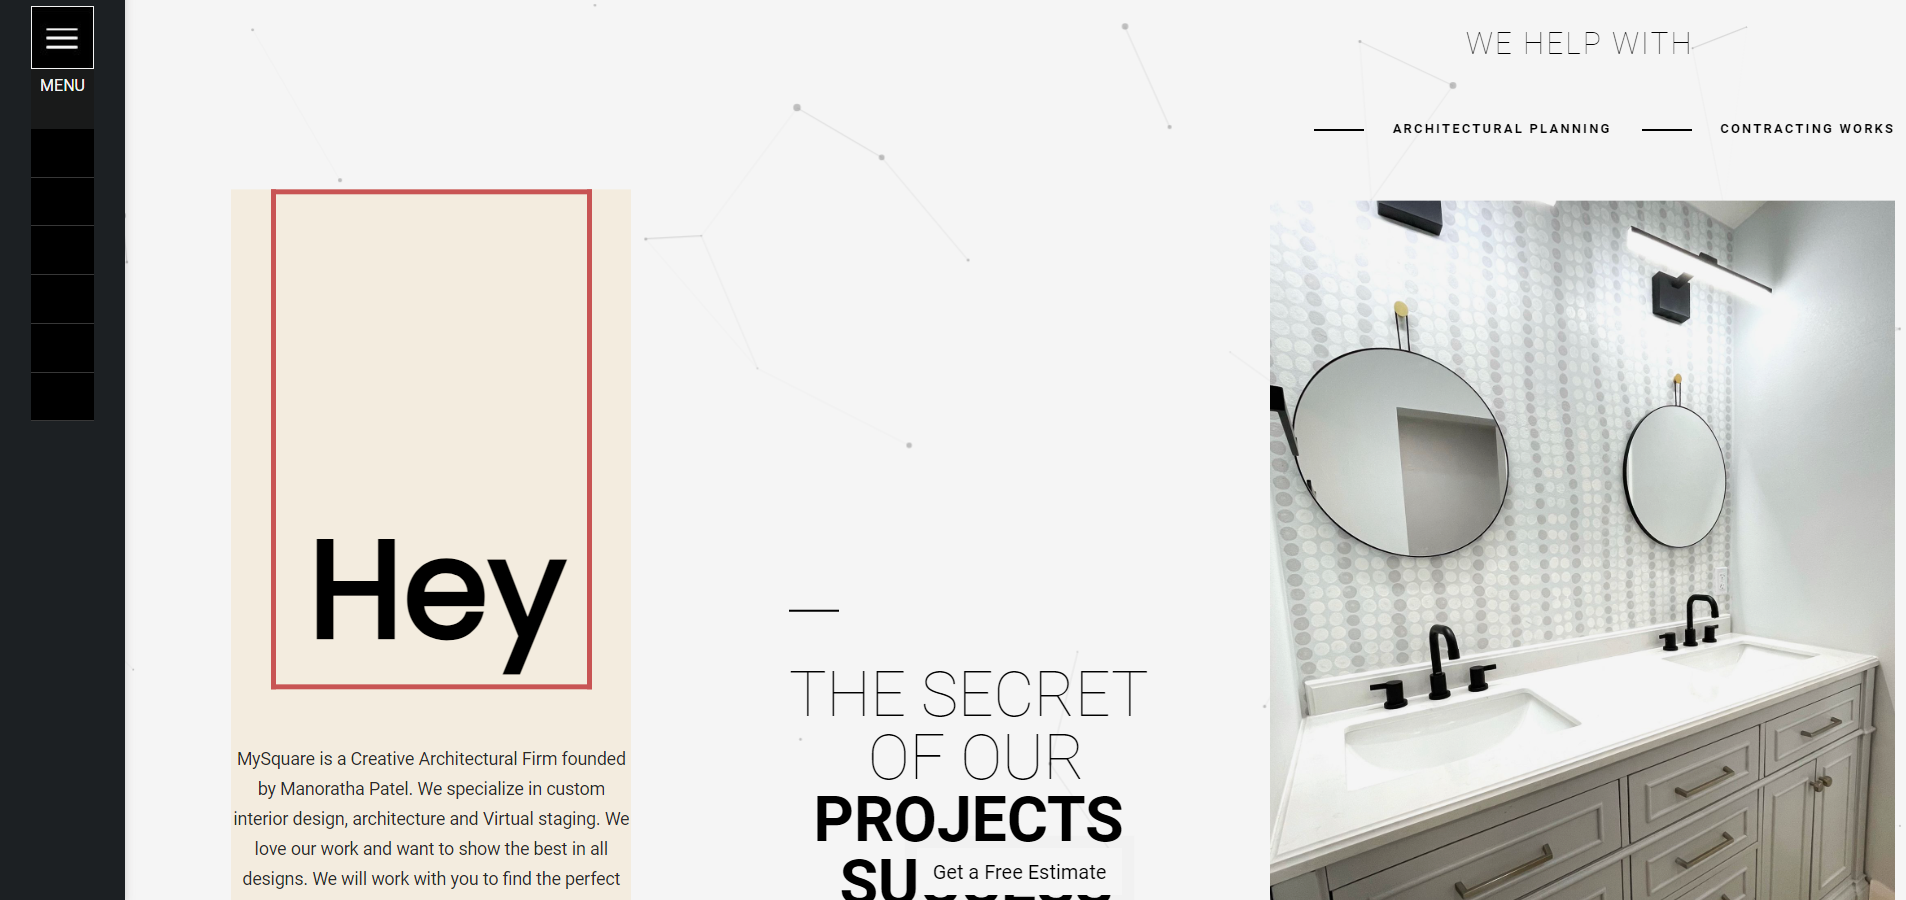 MENU
WE HELP WITH
ARCHITECTURAL PLANNING
CONTRACTING WORKS
Hey
MySquare is a Creative Architectural Firm founded
by Manoratha Patel. We specialize in custom
interior design, architecture and Virtual staging. We
love our work and want to show the best in all
designs. We will work with you to find the perfect
THE SECRET
OF OUR
PROJECTS
SUCCESS
Get a Free Estimate